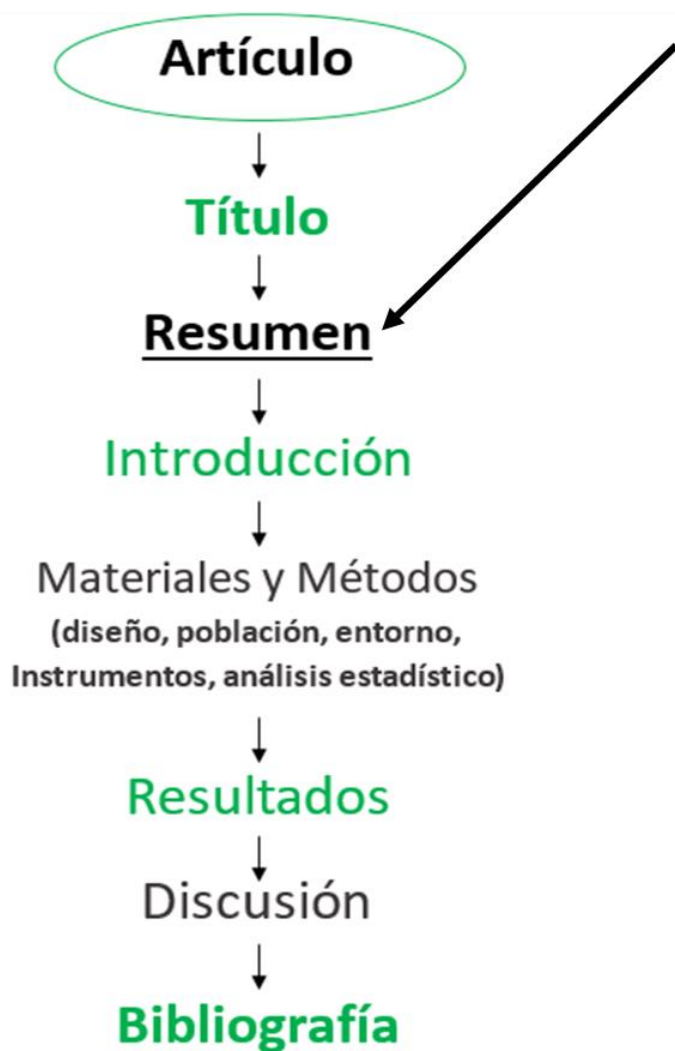 Artículo
Título
Resumen
Introducción
Materiales y Métodos
(diseño, población, entorno,
Instrumentos, análisis estadístico)
Resultados
Discusión
Bibliografía